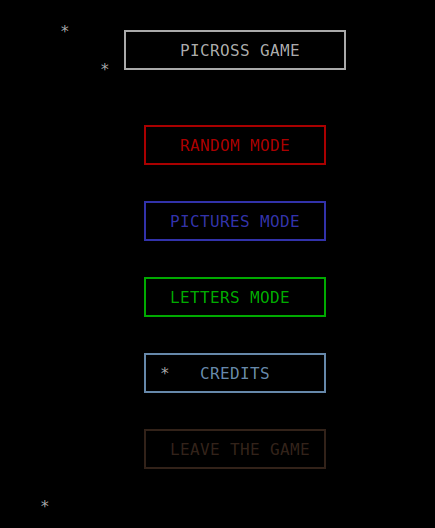 *
PICROSS GAME
*
RANDOM MODE
PICTURES MODE
LETTERS MODE
* CREDITS
LEAVE THE GAME
*